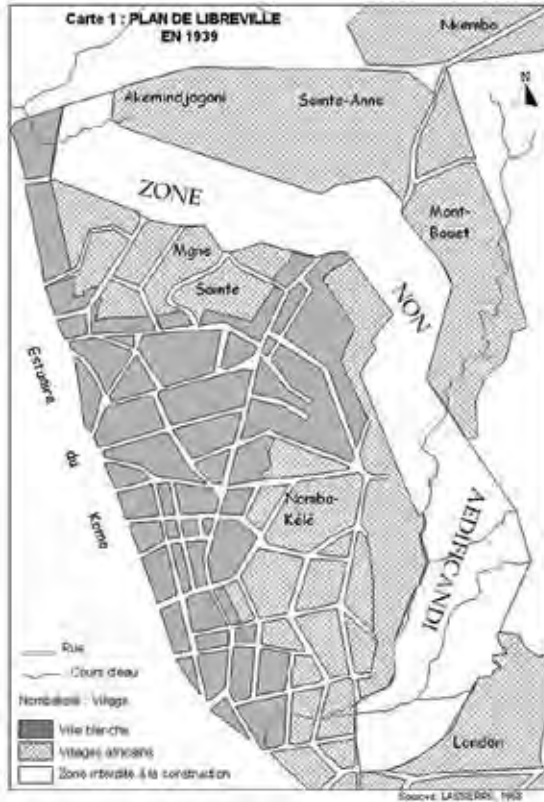 Carte 1 : PLAN DE LIBREVILLE
EN 1939
Nkembo
Akemindjogoni
Sainte-Anne
N
ZONE
Mont-
Bouet
Mgne
Sainte
NON
Estuaire
du
Komo
Nombo-
Kélé
AEDIFICANDI
Rue
Cours d'eau
Nombakélé : Village
Ville blanche
Villages africains
Zone interdite à la construction
London
Source: LASSERRE, 1958